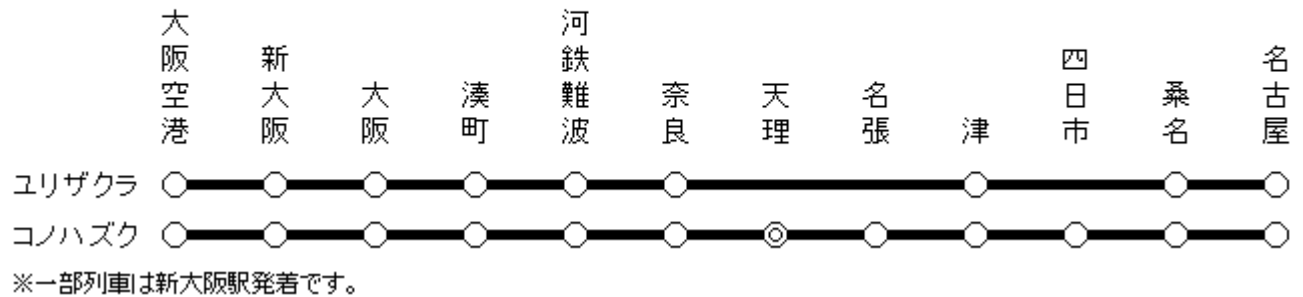 大阪空港
新大阪
大阪
湊町
河鉄難波
奈良
天理
名張
津
四日市
桑名
名古屋
ユリザクラ
コノハズク
※一部列車は新大阪駅発着です。